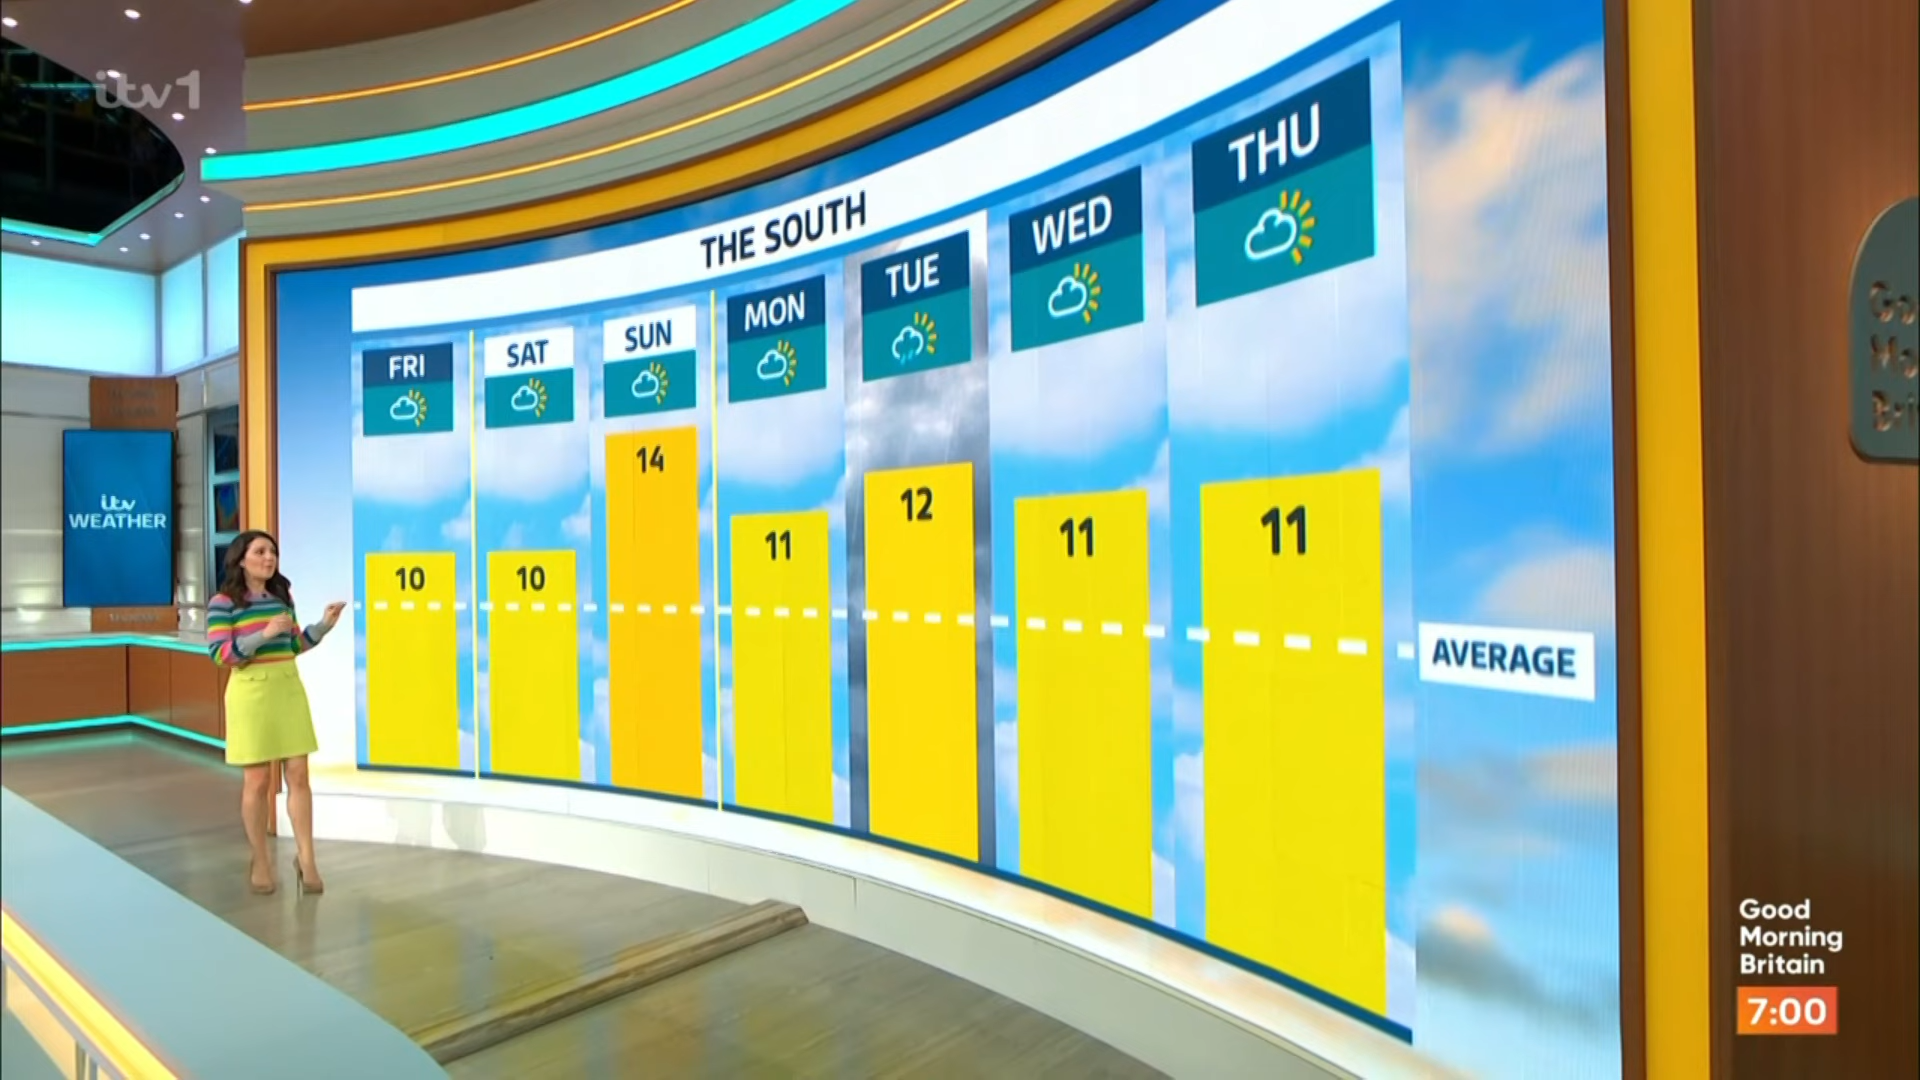 itv1
THE SOUTH
FRI
SAT
SUN
MON
TUE
WED
THU
10
10
14
11
12
11
11
AVERAGE
itv
WEATHER
Good
Morning
Britain
7:00